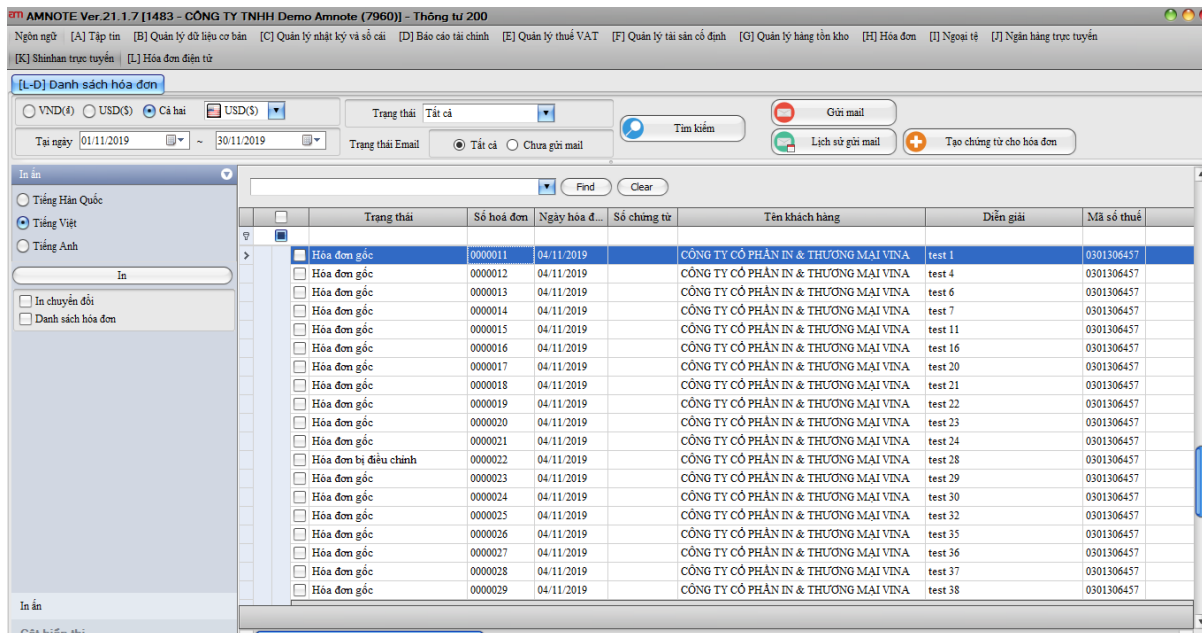 am AMNOTE Ver.21.1.7 [1483 - CÔNG TY TNHH Demo Amnote (7960)] - Thông tư 200
Ngôn ngữ [A] Tập tin [B] Quản lý dữ liệu cơ bản [C] Quản lý nhật ký và sổ cái [D] Báo cáo tài chính [E] Quản lý thuế VAT [F] Quản lý tài sản cố định [G] Quản lý hàng tồn kho [H] Hóa đơn [I] Ngoại tệ [J] Ngân hàng trực tuyến
[K] Shinhan trực tuyến [L] Hóa đơn điện tử
[L-D] Danh sách hóa đơn
VND(đ) USD($) Cả hai USD($) Trạng thái Tất cả Tìm kiếm Gửi mail
Tại ngày 01/11/2019 ~ 30/11/2019 Trạng thái Email Tất cả Chưa gửi mail Lịch sử gửi mail Tạo chứng từ cho hóa đơn
In ấn
Tiếng Hàn Quốc
Tiếng Việt
Tiếng Anh
In
In chuyển đổi
Danh sách hóa đơn
Find Clear
Trạng thái Số hoá đơn Ngày hóa đ... Số chứng từ Tên khách hàng Diễn giải Mã số thuế
Hóa đơn gốc 0000011 04/11/2019 CÔNG TY CỔ PHẦN IN & THƯƠNG MẠI VINA test 1 0301306457
Hóa đơn gốc 0000012 04/11/2019 CÔNG TY CỔ PHẦN IN & THƯƠNG MẠI VINA test 4 0301306457
Hóa đơn gốc 0000013 04/11/2019 CÔNG TY CỔ PHẦN IN & THƯƠNG MẠI VINA test 6 0301306457
Hóa đơn gốc 0000014 04/11/2019 CÔNG TY CỔ PHẦN IN & THƯƠNG MẠI VINA test 7 0301306457
Hóa đơn gốc 0000015 04/11/2019 CÔNG TY CỔ PHẦN IN & THƯƠNG MẠI VINA test 11 0301306457
Hóa đơn gốc 0000016 04/11/2019 CÔNG TY CỔ PHẦN IN & THƯƠNG MẠI VINA test 16 0301306457
Hóa đơn gốc 0000017 04/11/2019 CÔNG TY CỔ PHẦN IN & THƯƠNG MẠI VINA test 20 0301306457
Hóa đơn gốc 0000018 04/11/2019 CÔNG TY CỔ PHẦN IN & THƯƠNG MẠI VINA test 21 0301306457
Hóa đơn gốc 0000019 04/11/2019 CÔNG TY CỔ PHẦN IN & THƯƠNG MẠI VINA test 22 0301306457
Hóa đơn gốc 0000020 04/11/2019 CÔNG TY CỔ PHẦN IN & THƯƠNG MẠI VINA test 23 0301306457
Hóa đơn gốc 0000021 04/11/2019 CÔNG TY CỔ PHẦN IN & THƯƠNG MẠI VINA test 24 0301306457
Hóa đơn bị điều chỉnh 0000022 04/11/2019 CÔNG TY CỔ PHẦN IN & THƯƠNG MẠI VINA test 28 0301306457
Hóa đơn gốc 0000023 04/11/2019 CÔNG TY CỔ PHẦN IN & THƯƠNG MẠI VINA test 29 0301306457
Hóa đơn gốc 0000024 04/11/2019 CÔNG TY CỔ PHẦN IN & THƯƠNG MẠI VINA test 30 0301306457
Hóa đơn gốc 0000025 04/11/2019 CÔNG TY CỔ PHẦN IN & THƯƠNG MẠI VINA test 32 0301306457
Hóa đơn gốc 0000026 04/11/2019 CÔNG TY CỔ PHẦN IN & THƯƠNG MẠI VINA test 35 0301306457
Hóa đơn gốc 0000027 04/11/2019 CÔNG TY CỔ PHẦN IN & THƯƠNG MẠI VINA test 36 0301306457
Hóa đơn gốc 0000028 04/11/2019 CÔNG TY CỔ PHẦN IN & THƯƠNG MẠI VINA test 37 0301306457
Hóa đơn gốc 0000029 04/11/2019 CÔNG TY CỔ PHẦN IN & THƯƠNG MẠI VINA test 38 0301306457
In ấn